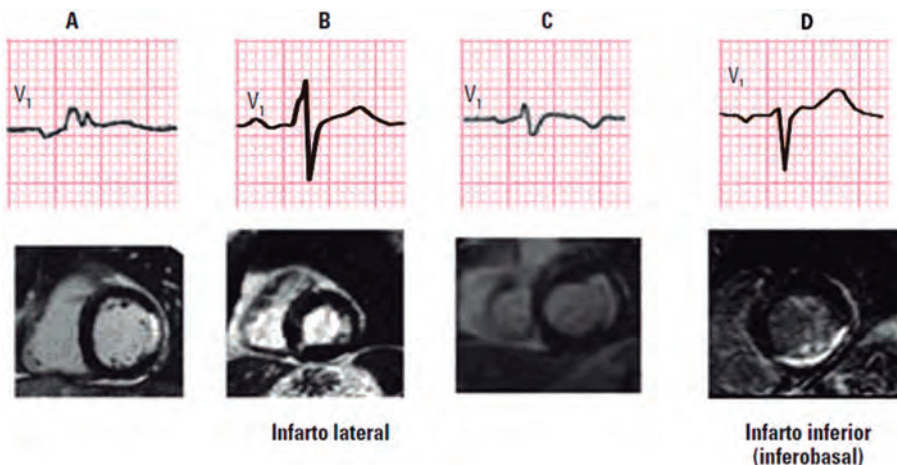 A
B
C
D
V1
V1
V1
V1
Infarto lateral
Infarto inferior
(inferobasal)